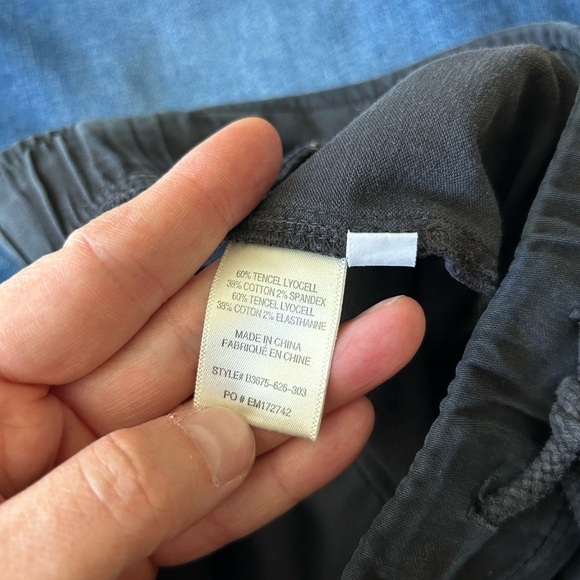 60% TENCEL LYOCELL
38% COTTON 2% SPANDEX
60% TENCEL LYOCELL
38% COTTON 2% ELASTHANNE
MADE IN CHINA
FABRIQUÉ EN CHINE
STYLE# B3675-626-303
PO # EM172742